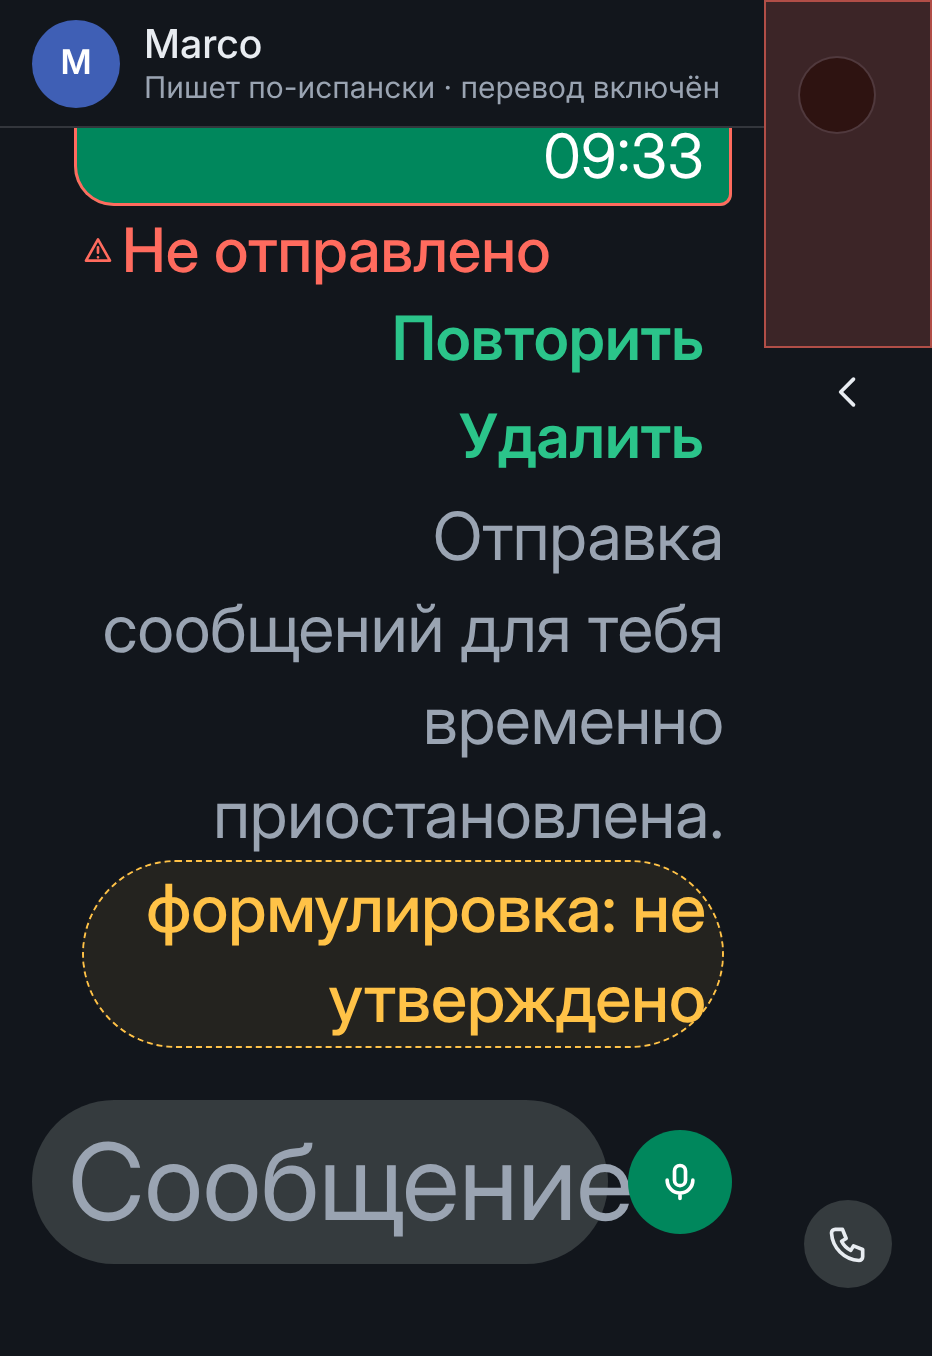 M
Marco
Пишет по-испански · перевод включён
09:33
Не отправлено
Повторить
Удалить
Отправка
сообщений для тебя
временно
приостановлена.
формулировка: не
утверждено
Сообщение